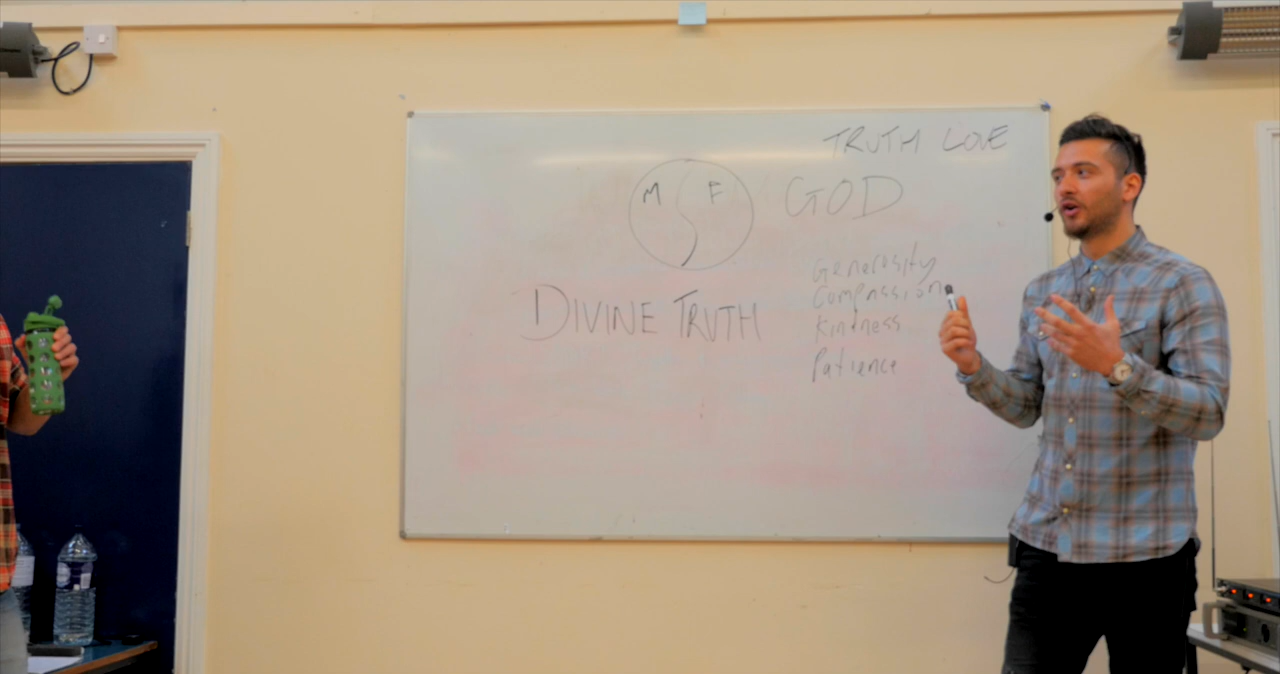 TRUTH LOVE
M F
GOD
Generosity
Compassion
Kindness
Patience
DIVINE TRUTH